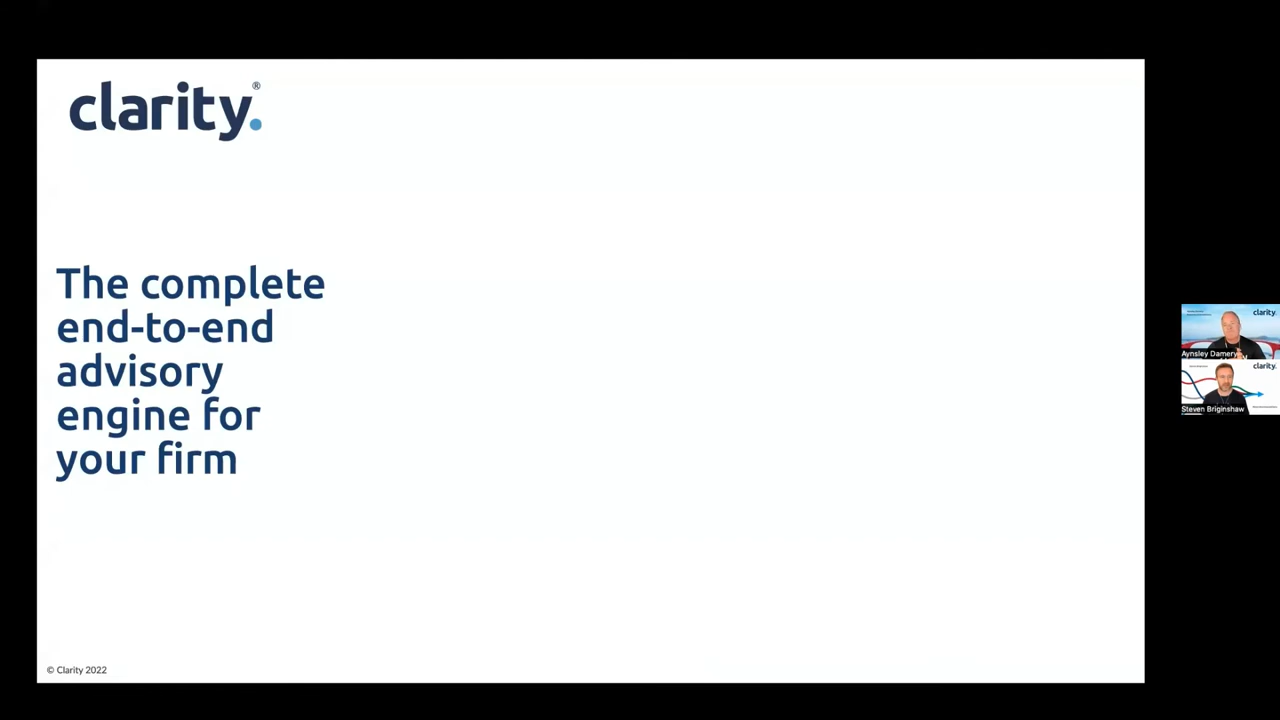 clarity.®
The complete
end-to-end
advisory
engine for
your firm
© Clarity 2022
clarity.
Aynsley Damery
clarity.
Steven Briginshaw